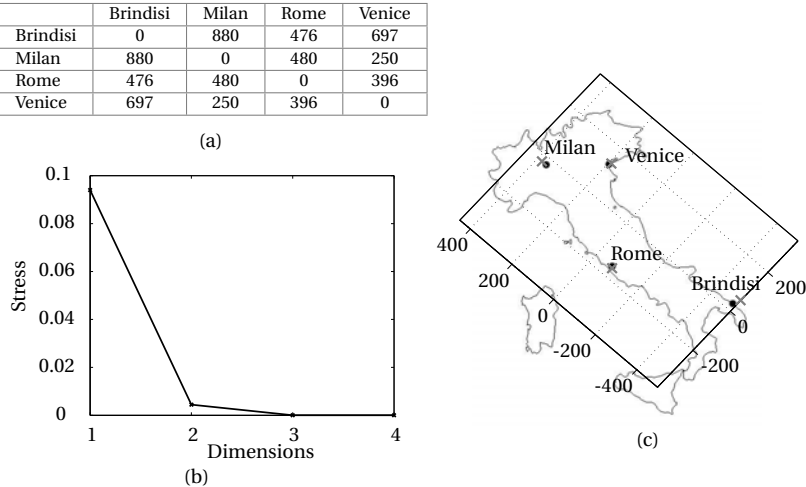 Brindisi Milan Rome Venice
Brindisi 0 880 476 697
Milan 880 0 480 250
Rome 476 480 0 396
Venice 697 250 396 0
(a)
0.1
0.08
0.06
0.04
0.02
0
Stress
1 2 3 4
Dimensions
(b)
Milan
Venice
Rome
Brindisi
400
200
0
-200
-400
200
0
-200
(c)